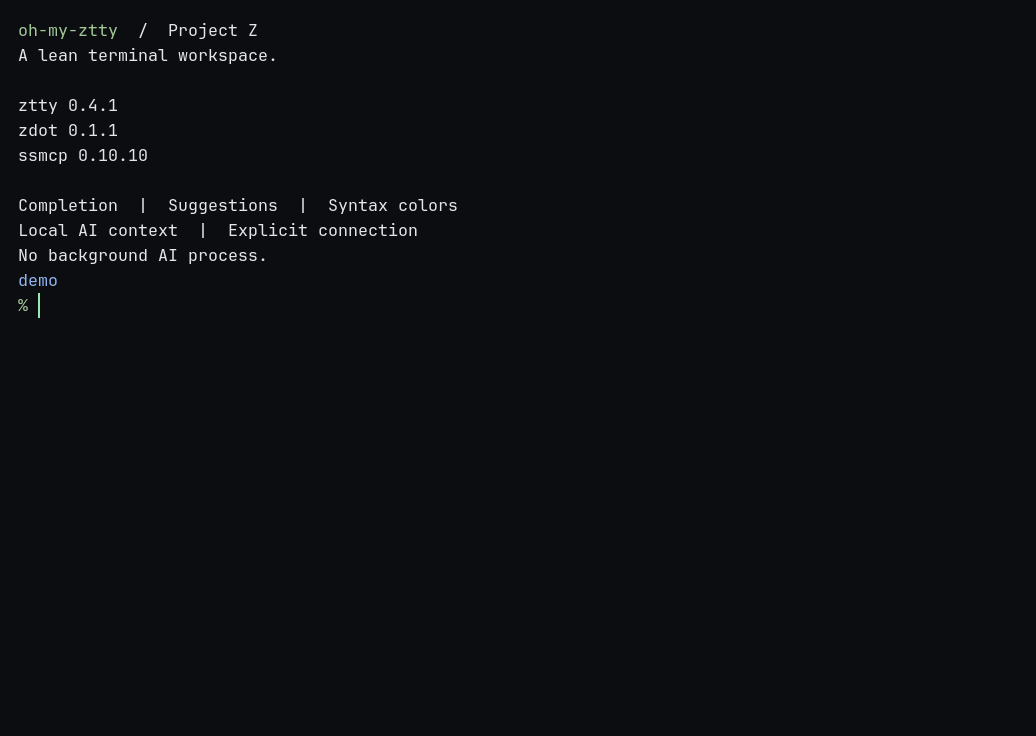 oh-my-ztty  /  Project Z
A lean terminal workspace.
ztty 0.4.1
zdot 0.1.1
ssmcp 0.10.10
Completion  |  Suggestions  |  Syntax colors
Local AI context  |  Explicit connection
No background AI process.
demo
%